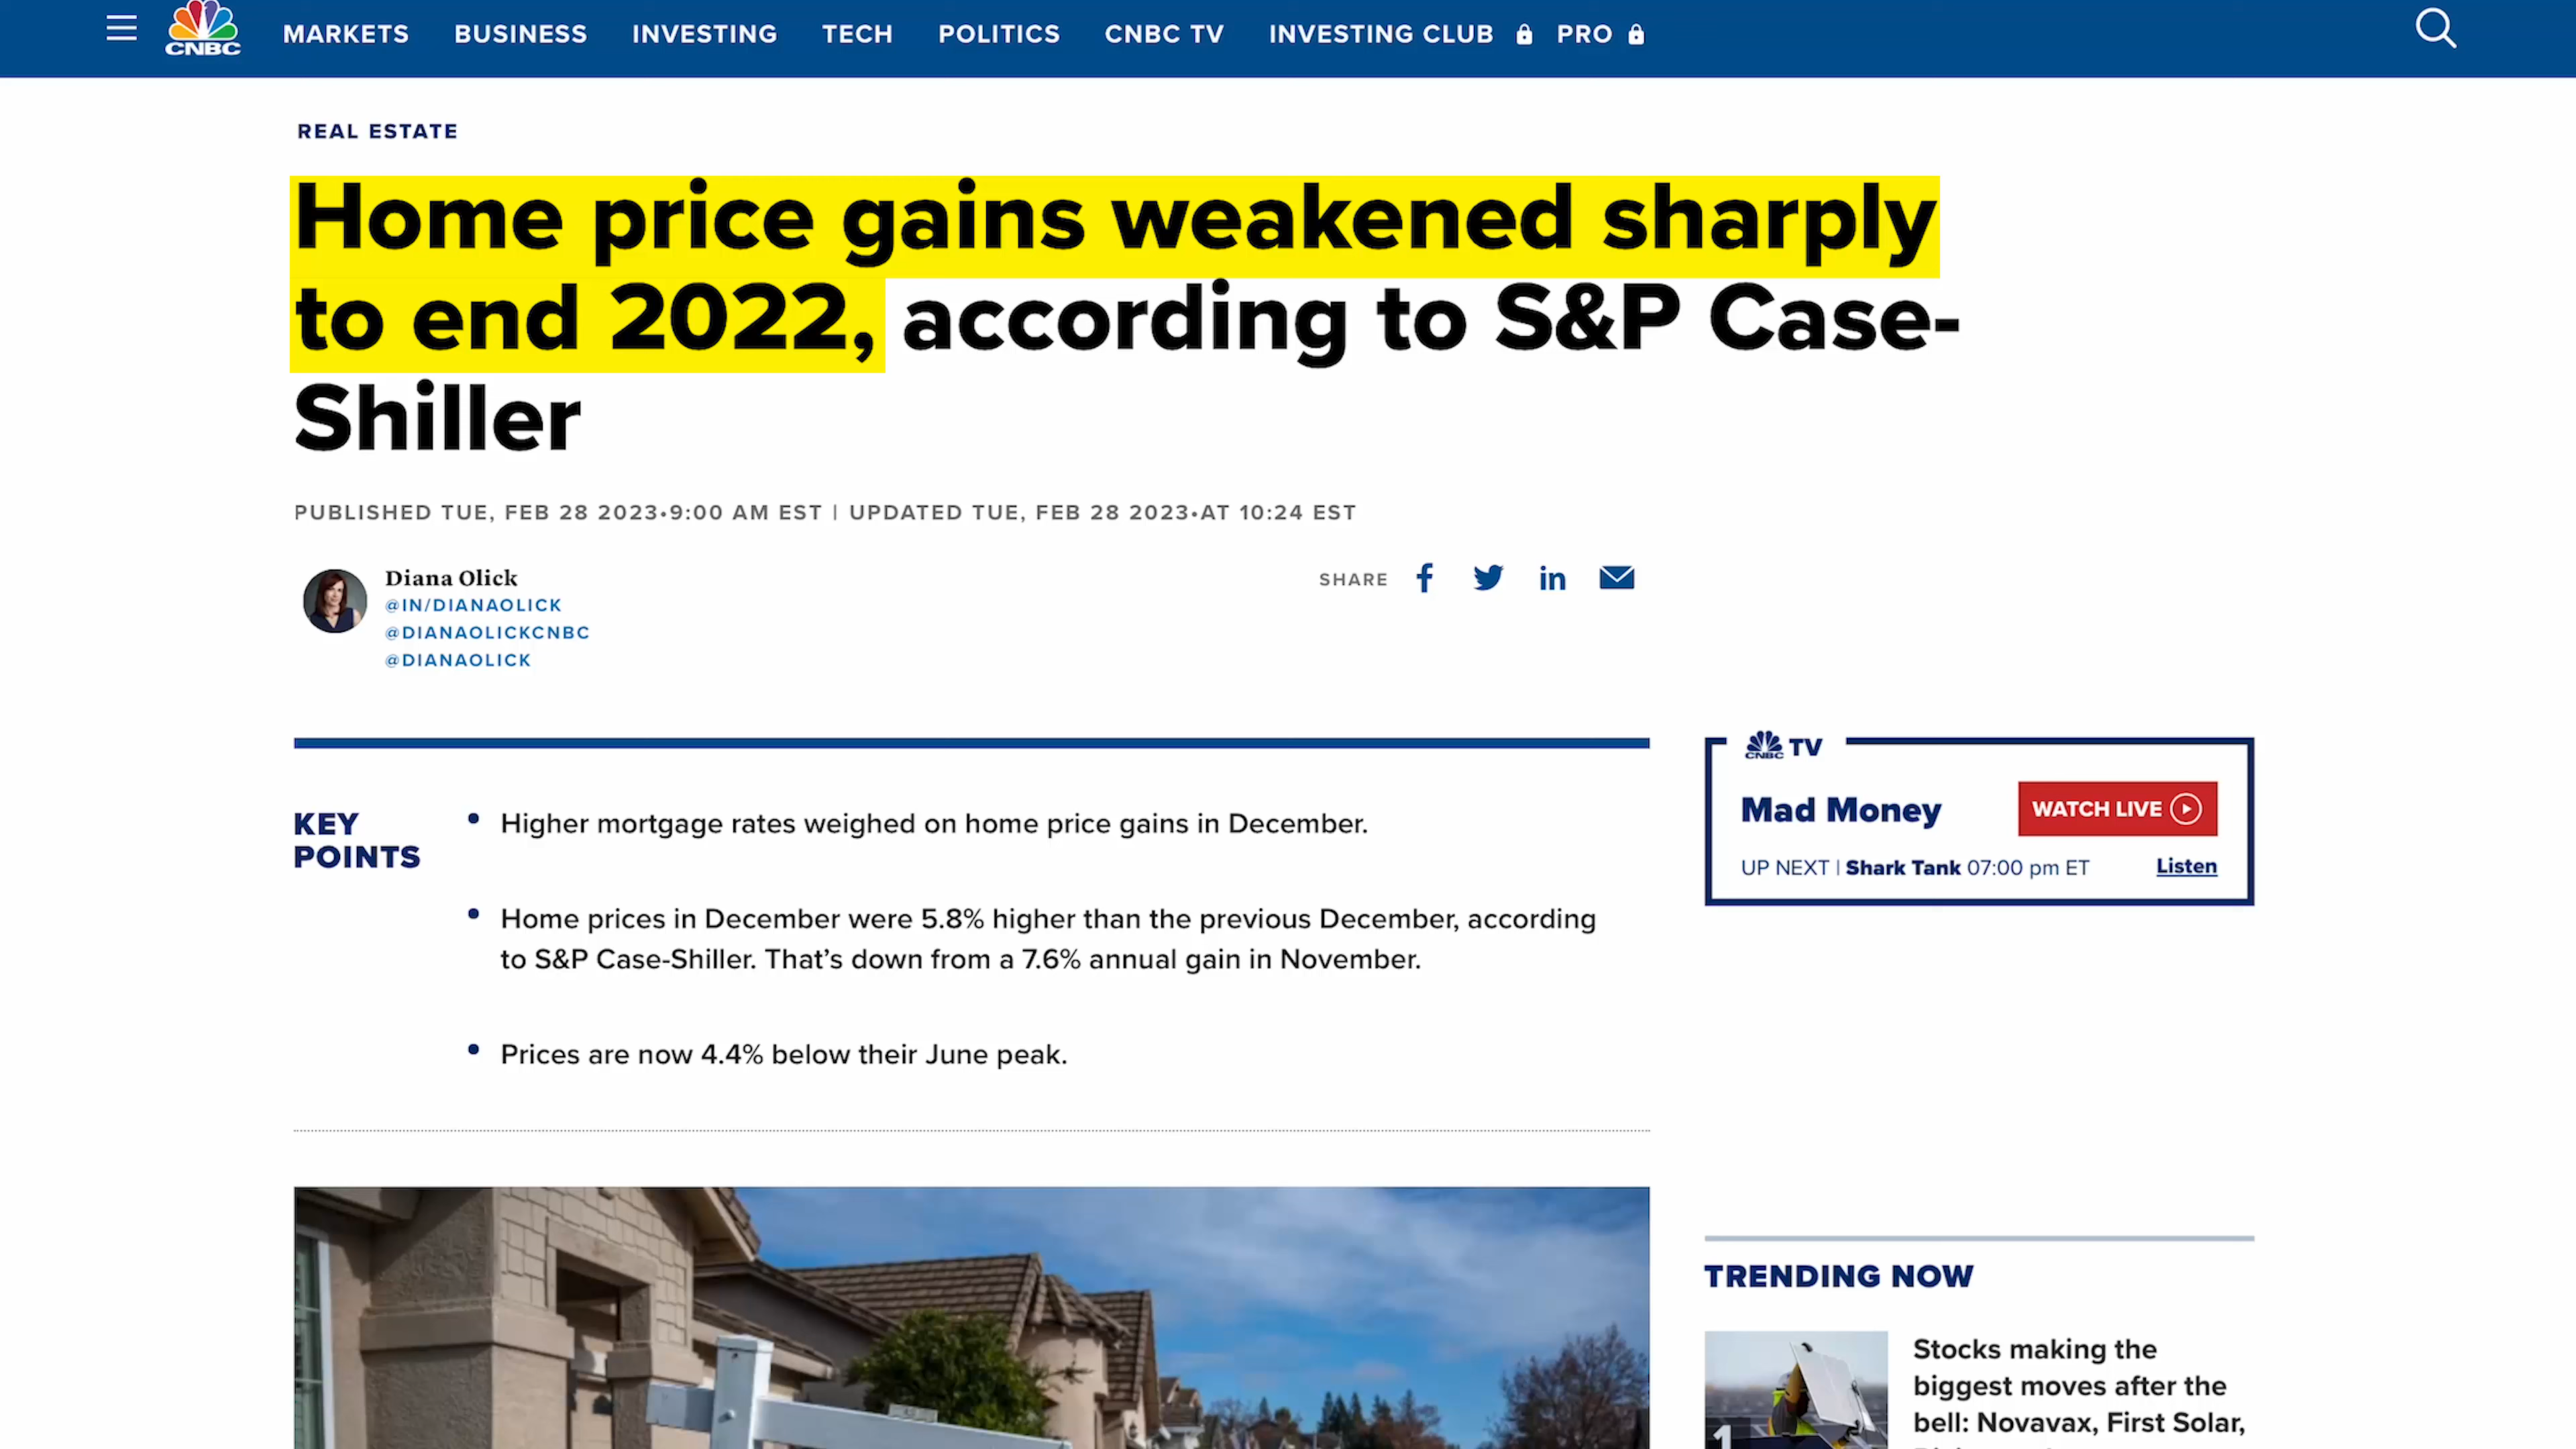 CNBC
MARKETS BUSINESS INVESTING TECH POLITICS CNBC TV INVESTING CLUB PRO
REAL ESTATE
Home price gains weakened sharply
to end 2022, according to S&P Case-
Shiller
PUBLISHED TUE, FEB 28 2023•9:00 AM EST | UPDATED TUE, FEB 28 2023•AT 10:24 EST
Diana Olick
@IN/DIANAOLICK
@DIANAOLICKCNBC
@DIANAOLICK
SHARE
KEY
POINTS
• Higher mortgage rates weighed on home price gains in December.
• Home prices in December were 5.8% higher than the previous December, according
to S&P Case-Shiller. That’s down from a 7.6% annual gain in November.
• Prices are now 4.4% below their June peak.
CNBC TV
Mad Money
WATCH LIVE
UP NEXT | Shark Tank 07:00 pm ET
Listen
TRENDING NOW
1
Stocks making the
biggest moves after the
bell: Novavax, First Solar,